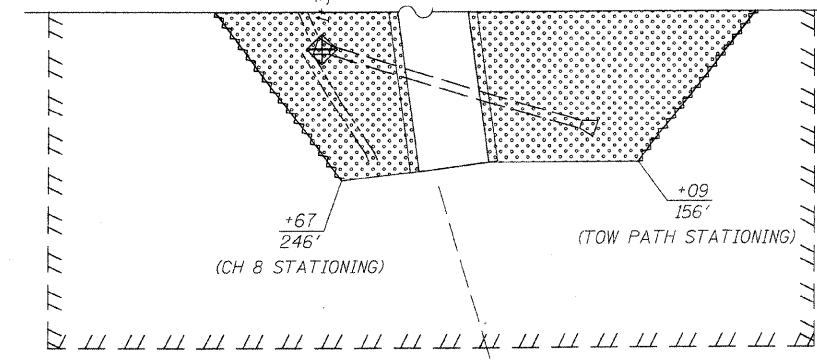 +67
246'
(CH 8 STATIONING)
+09
156'
(TOW PATH STATIONING)